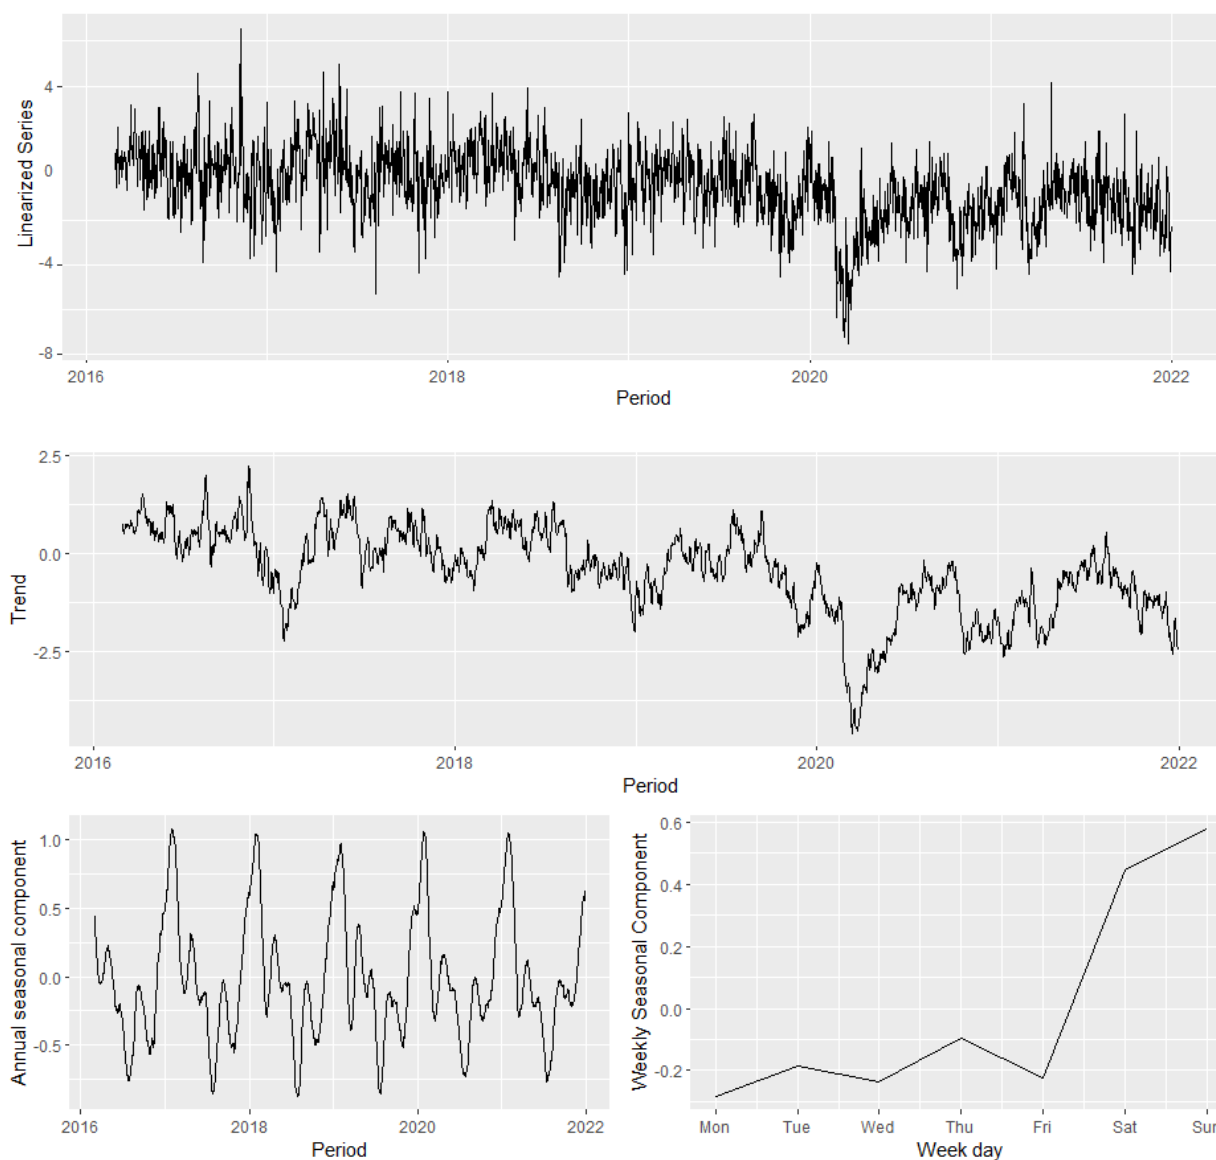 Linearized Series
4
0
-4
-8
2016 2018 2020 2022
Period
Trend
2.5
0.0
-2.5
2016 2018 2020 2022
Period
Annual seasonal component
1.0
0.5
0.0
-0.5
2016 2018 2020 2022
Period
Weekly Seasonal Component
0.6
0.4
0.2
0.0
-0.2
Mon Tue Wed Thu Fri Sat Sun
Week day